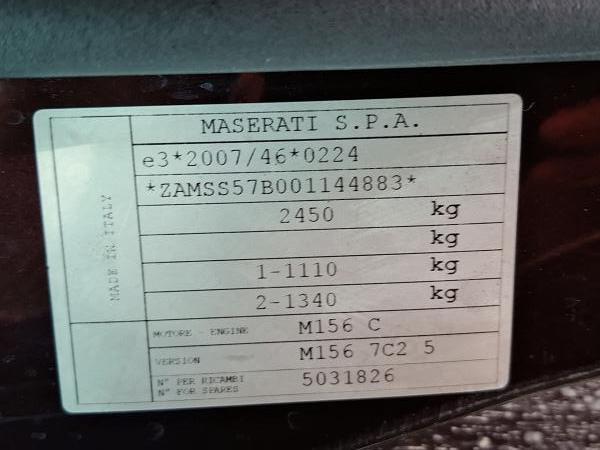 MASERATI S.P.A.
e3*2007/46*0224
*ZAMSS57B001144883*
2450 kg
kg
1-1110 kg
2-1340 kg
MADE IN ITALY
MOTORE - ENGINE M156 C
VERSION M156 7C2 5
N° PER RICAMBI
N° FOR SPARES 5031826